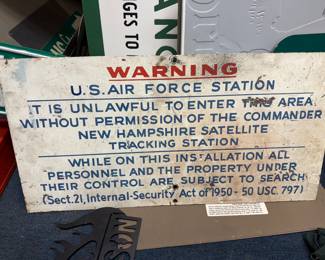 WARNING
U.S. AIR FORCE STATION
IT IS UNLAWFUL TO ENTER THIS AREA
WITHOUT PERMISSION OF THE COMMANDER
NEW HAMPSHIRE SATELLITE
TRACKING STATION
WHILE ON THIS INSTALLATION ALL
PERSONNEL AND THE PROPERTY UNDER
THEIR CONTROL ARE SUBJECT TO SEARCH
(Sect.21, Internal-Security Act of 1950-50 USC. 797)
GES TO